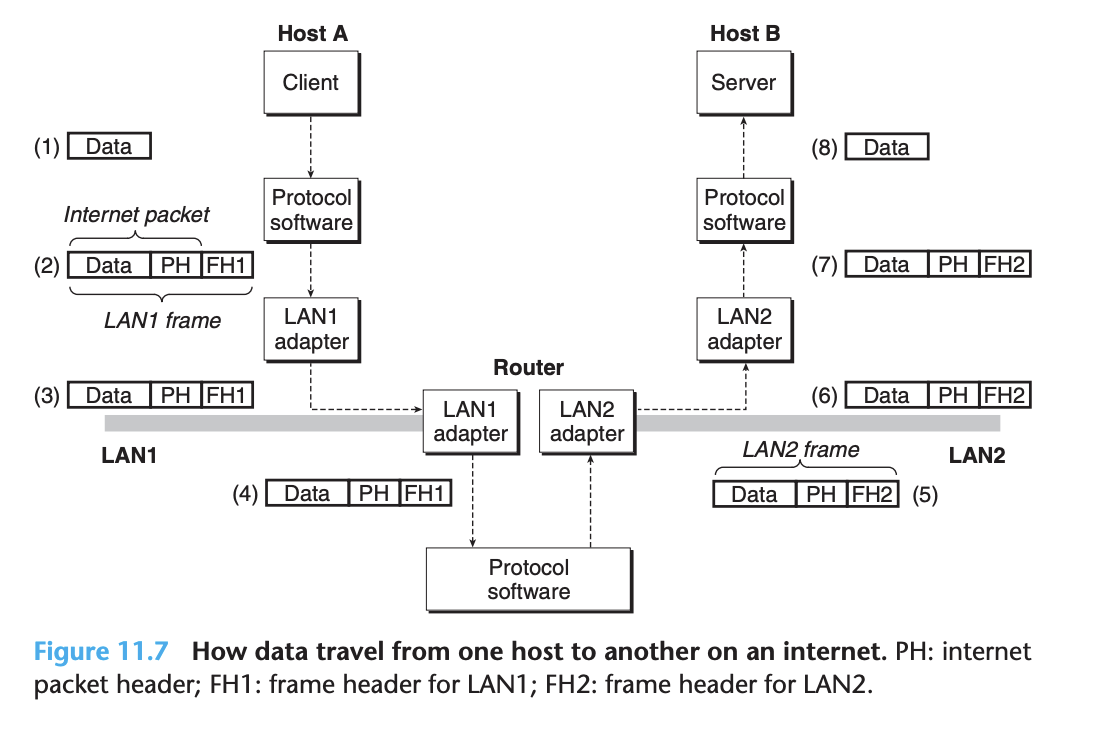 Host A
Host B
Client
Server
(1) Data
(8) Data
Protocol
software
Protocol
software
Internet packet
(2) Data PH FH1
LAN1 frame
(7) Data PH FH2
LAN1
adapter
LAN2
adapter
Router
(3) Data PH FH1
(6) Data PH FH2
LAN1
adapter
LAN2
adapter
LAN1
LAN2
LAN2 frame
(4) Data PH FH1
Data PH FH2 (5)
Protocol
software
Figure 11.7 How data travel from one host to another on an internet. PH: internet
packet header; FH1: frame header for LAN1; FH2: frame header for LAN2.